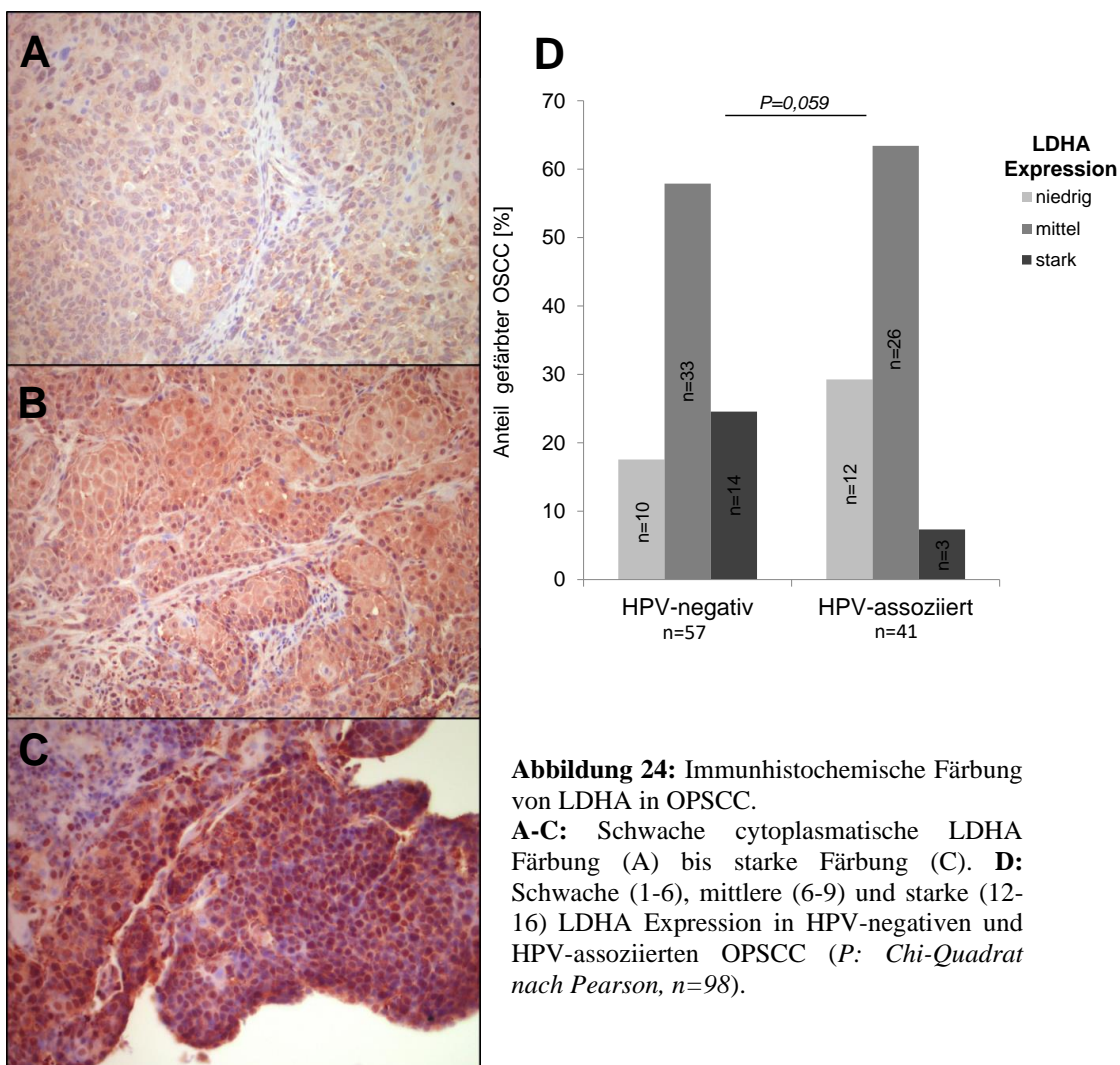 A
B
C
D
P=0,059
Anteil gefärbter OSCC [%]
70
60
50
40
30
20
10
0
n=10
n=33
n=14
n=12
n=26
n=3
HPV-negativ
n=57
HPV-assoziiert
n=41
LDHA
Expression
niedrig
mittel
stark
Abbildung 24: Immunhistochemische Färbung
von LDHA in OPSCC.
A-C: Schwache cytoplasmatische LDHA
Färbung (A) bis starke Färbung (C). D:
Schwache (1-6), mittlere (6-9) und starke (12-
16) LDHA Expression in HPV-negativen und
HPV-assoziierten OPSCC (P: Chi-Quadrat
nach Pearson, n=98).